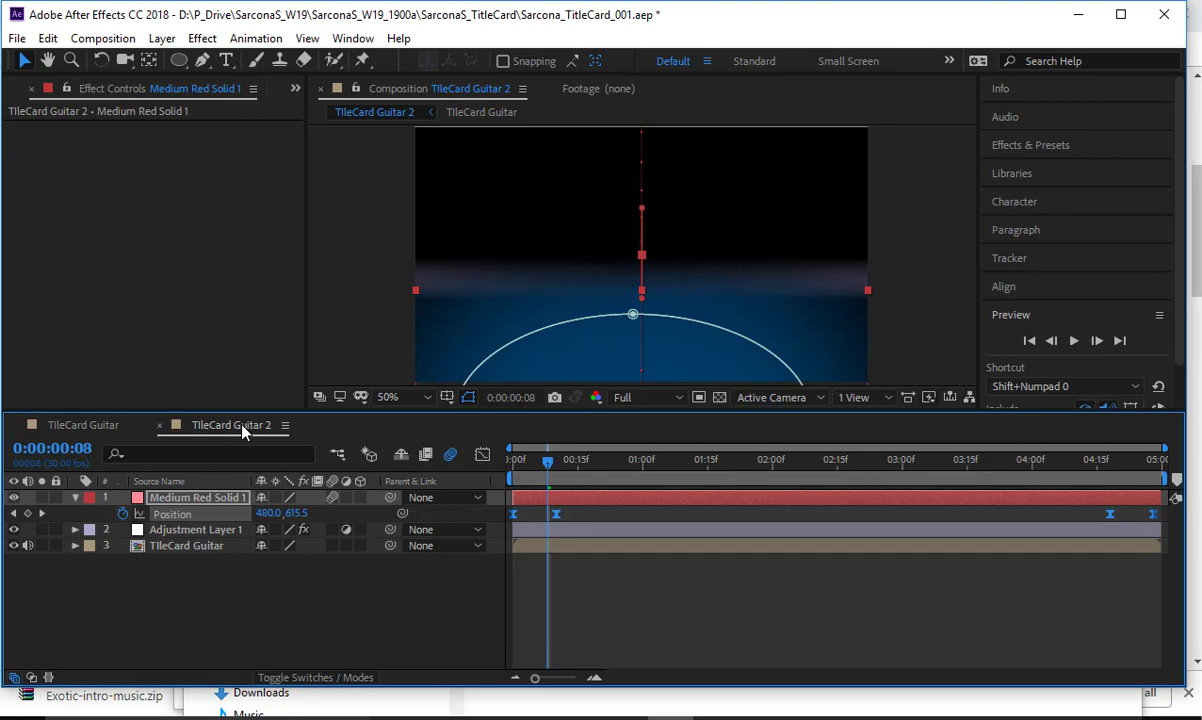 Adobe After Effects CC 2018 - D:\P_Drive\SarconaS_W19\SarconaS_W19_1900a\SarconaS_TitleCard\Sarcona_TitleCard_001.aep *
File Edit Composition Layer Effect Animation View Window Help
Snapping Default Standard Small Screen Search Help
Effect Controls Medium Red Solid 1
Composition TIleCard Guitar 2
Footage (none)
Info
TIleCard Guitar 2 • Medium Red Solid 1
TIleCard Guitar 2 TIleCard Guitar
Audio
Effects & Presets
Libraries
Character
Paragraph
Tracker
Align
Preview
Shortcut
Shift+Numpad 0
50% 0:00:00:08 Full Active Camera 1 View
TIleCard Guitar TIleCard Guitar 2
0:00:00:08
00008 (30.00 fps)
:00f 00:15f 01:00f 01:15f 02:00f 02:15f 03:00f 03:15f 04:00f 04:15f 05:00
# Source Name Parent & Link
1 Medium Red Solid 1 None
Position 480.0,615.5
2 Adjustment Layer 1 fx None
3 TIleCard Guitar None
Toggle Switches / Modes
Exotic-intro-music.zip Downloads all
Music